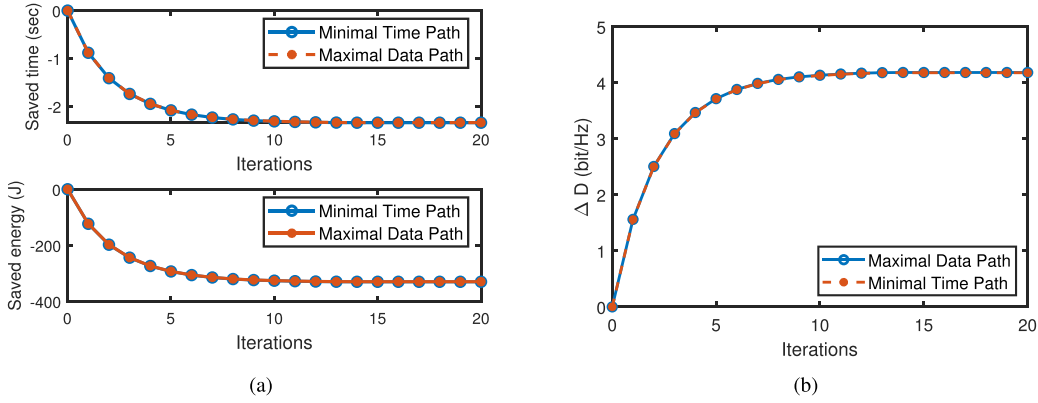 Saved time (sec)
0
-1
-2
Minimal Time Path
Maximal Data Path
0 5 10 15 20
Iterations
Saved energy (J)
0
-200
-400
Minimal Time Path
Maximal Data Path
0 5 10 15 20
Iterations
(a)
Δ D (bit/Hz)
5
4
3
2
1
0
Maximal Data Path
Minimal Time Path
0 5 10 15 20
Iterations
(b)